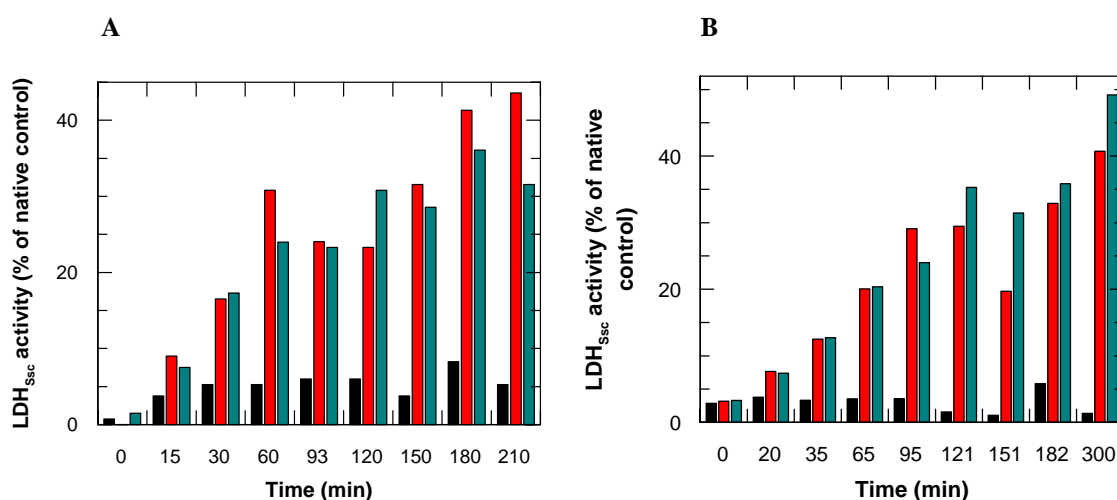 A
LDHSsc activity (% of native control)
40
20
0
0 15 30 60 93 120 150 180 210
Time (min)
B
LDHSsc activity (% of native
control)
40
20
0
0 20 35 65 95 121 151 182 300
Time (min)